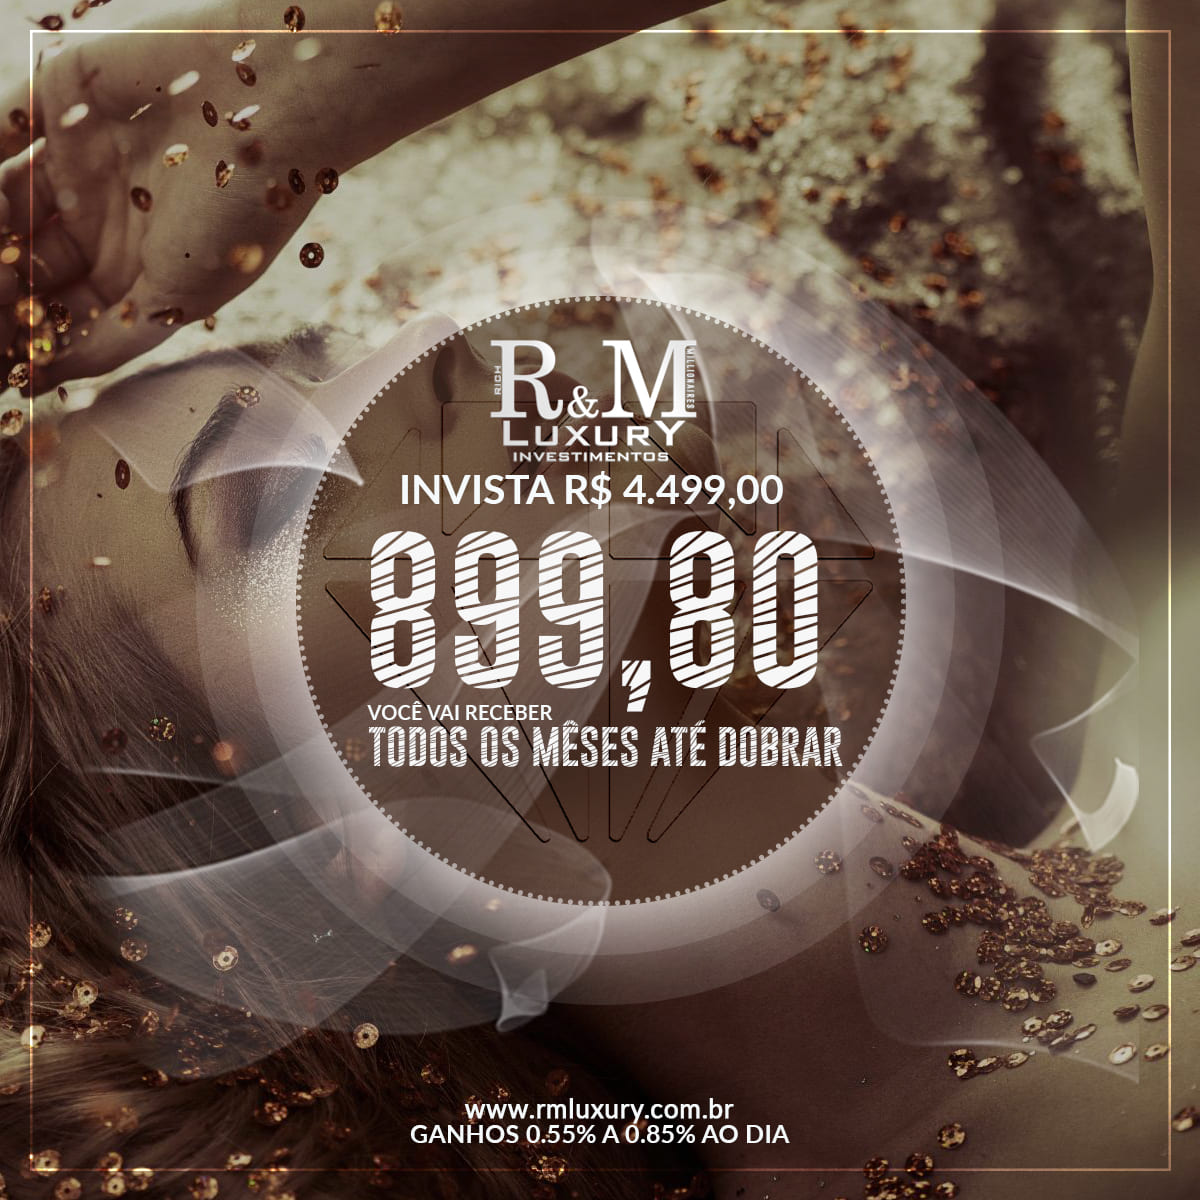 RICH R&M MILLIONAIRES
LUXURY
INVESTIMENTOS
INVISTA R$ 4.499,00
899,80
VOCÊ VAI RECEBER
TODOS OS MÊSES ATÉ DOBRAR
www.rmluxury.com.br
GANHOS 0.55% A 0.85% AO DIA